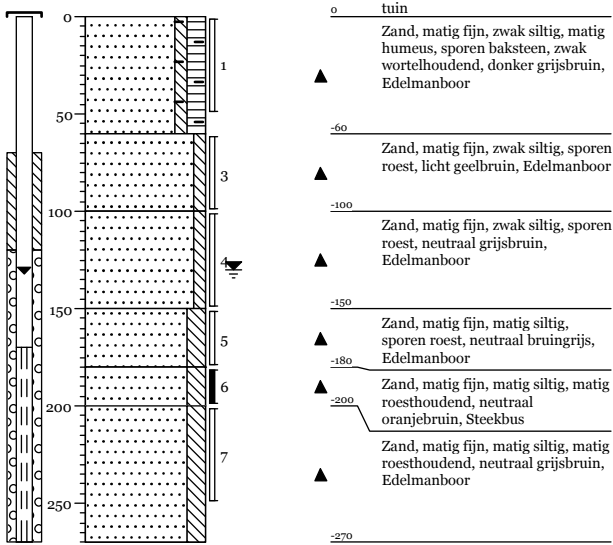 0
50
100
150
200
250
1
3
4
5
6
7
0
tuin
Zand, matig fijn, zwak siltig, matig
humeus, sporen baksteen, zwak
wortelhoudend, donker grijsbruin,
Edelmanboor
-60
Zand, matig fijn, zwak siltig, sporen
roest, licht geelbruin, Edelmanboor
-100
Zand, matig fijn, zwak siltig, sporen
roest, neutraal grijsbruin,
Edelmanboor
-150
Zand, matig fijn, matig siltig,
sporen roest, neutraal bruingrijs,
Edelmanboor
-180
Zand, matig fijn, matig siltig, matig
roesthoudend, neutraal
oranjebruin, Steekbus
-200
Zand, matig fijn, matig siltig, matig
roesthoudend, neutraal grijsbruin,
Edelmanboor
-270